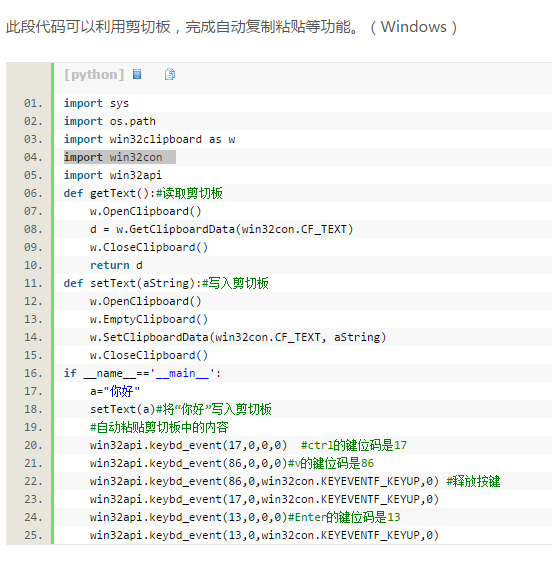 此段代码可以利用剪切板，完成自动复制粘贴等功能。（Windows）
[python]
01. import sys
02. import os.path
03. import win32clipboard as w
04. import win32con
05. import win32api
06. def getText():#读取剪切板
07.     w.OpenClipboard()
08.     d = w.GetClipboardData(win32con.CF_TEXT)
09.     w.CloseClipboard()
10.     return d
11. def setText(aString):#写入剪切板
12.     w.OpenClipboard()
13.     w.EmptyClipboard()
14.     w.SetClipboardData(win32con.CF_TEXT, aString)
15.     w.CloseClipboard()
16. if __name__=='__main__':
17.     a="你好"
18.     setText(a)#将“你好”写入剪切板
19.     #自动粘贴剪切板中的内容
20.     win32api.keybd_event(17,0,0,0)  #ctrl的键位码是17
21.     win32api.keybd_event(86,0,0,0)#v的键位码是86
22.     win32api.keybd_event(86,0,win32con.KEYEVENTF_KEYUP,0) #释放按键
23.     win32api.keybd_event(17,0,win32con.KEYEVENTF_KEYUP,0)
24.     win32api.keybd_event(13,0,0,0)#Enter的键位码是13
25.     win32api.keybd_event(13,0,win32con.KEYEVENTF_KEYUP,0)